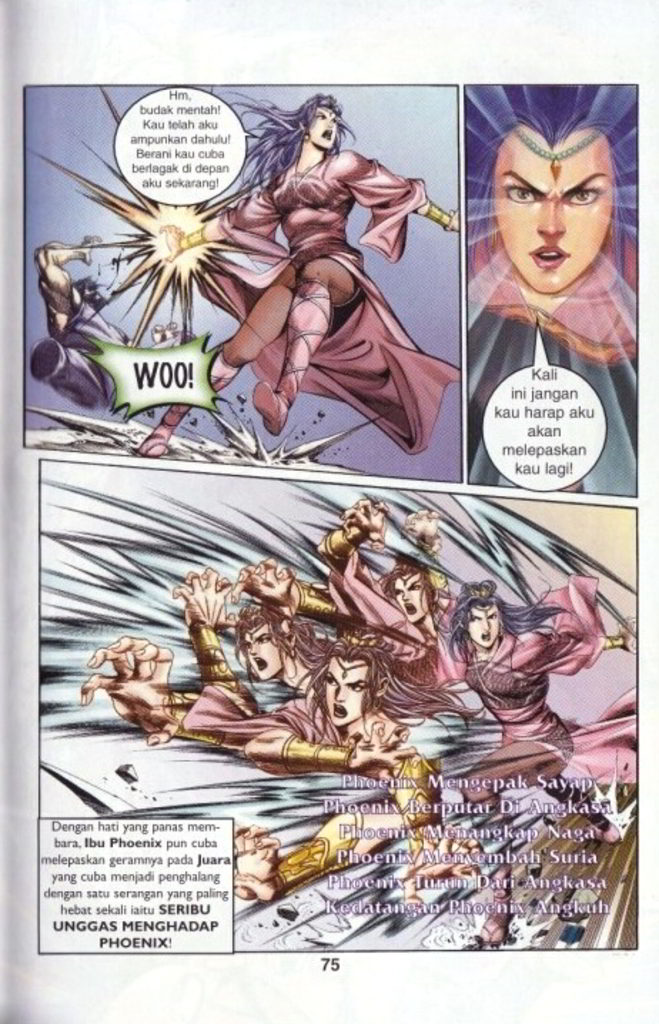 Hm,
budak mentah!
Kau telah aku
ampunkan dahulu!
Berani kau cuba
berlagak di depan
aku sekarang!
WOO!
Kali
ini jangan
kau harap aku
akan
melepaskan
kau lagi!
Phoenix Mengepak Sayap
Phoenix Berputar Di Angkasa
Phoenix Menangkap Naga
Phoenix Menyembah Suria
Phoenix Turun Dari Angkasa
Kedatangan Phoenix Angkuh
Dengan hati yang panas mem-
bara, Ibu Phoenix pun cuba
melepaskan geramnya pada Juara
yang cuba menjadi penghalang
dengan satu serangan yang paling
hebat sekali iaitu SERIBU
UNGGAS MENGHADAP
PHOENIX!
75